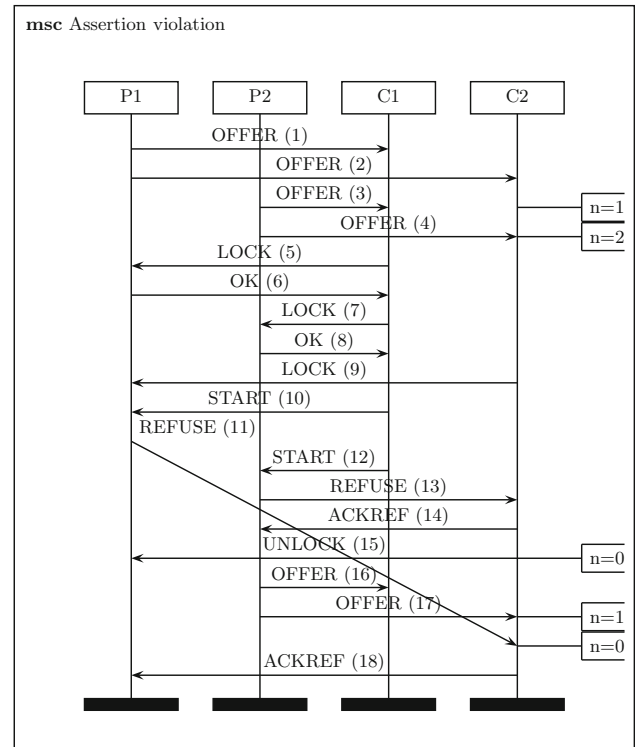 msc Assertion violation
P1 P2 C1 C2
OFFER (1)
OFFER (2)
OFFER (3)
n=1
OFFER (4)
n=2
LOCK (5)
OK (6)
LOCK (7)
OK (8)
LOCK (9)
START (10)
REFUSE (11)
START (12)
REFUSE (13)
ACKREF (14)
UNLOCK (15)
n=0
OFFER (16)
OFFER (17)
n=1
n=0
ACKREF (18)